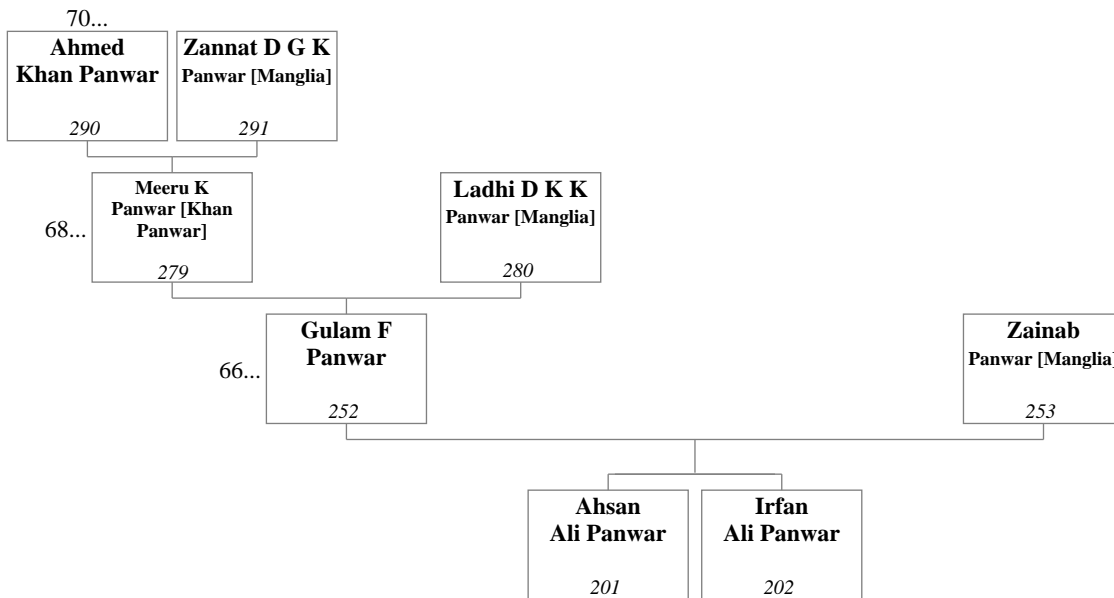 70...
Ahmed
Khan Panwar
290
Zannat D G K
Panwar [Manglia]
291
68...
Meeru K
Panwar [Khan
Panwar]
279
Ladhi D K K
Panwar [Manglia]
280
66...
Gulam F
Panwar
252
Zainab
Panwar [Manglia]
253
Ahsan
Ali Panwar
201
Irfan
Ali Panwar
202